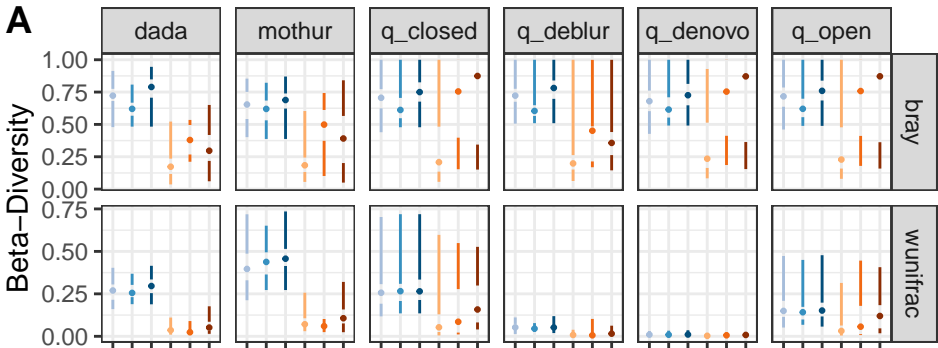 A
dada mothur q_closed q_deblur q_denovo q_open
Beta−Diversity
1.00
0.75
0.50
0.25
0.00
bray
0.75
0.50
0.25
0.00
wunifrac